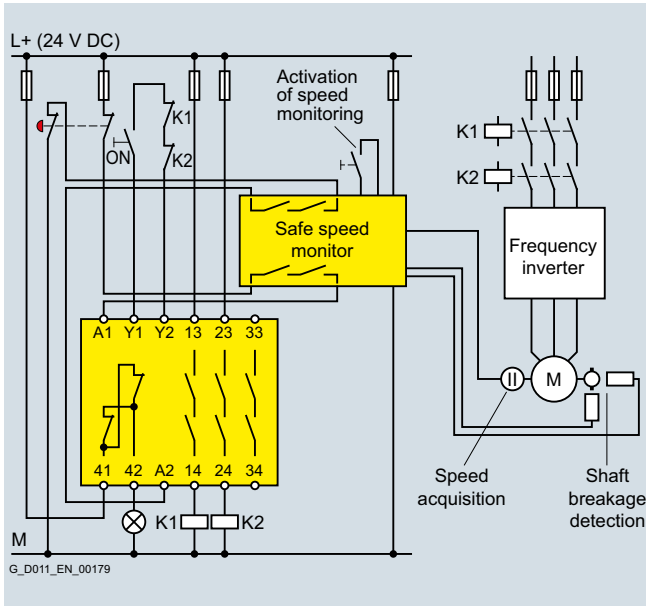 L+ (24 V DC)
Activation
of speed
monitoring
K1
K2
ON
K1
K2
Safe speed
monitor
Frequency
inverter
A1 Y1 Y2 13 23 33
M
41 42 A2 14 24 34
Speed
acquisition
Shaft
breakage
detection
K1 K2
M
G_D011_EN_00179